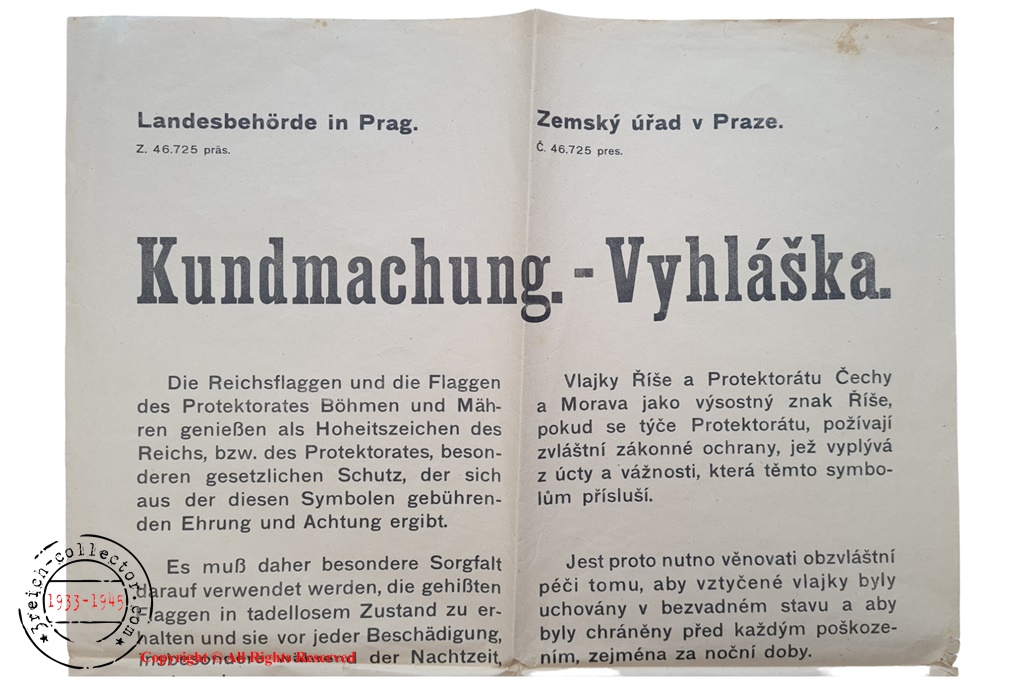 Landesbehörde in Prag.
Z. 46.725 präs.
Zemský úřad v Praze.
Č. 46.725 pres.
Kundmachung. - Vyhláška.
Die Reichsflaggen und die Flaggen
des Protektorates Böhmen und Mäh-
ren genießen als Hoheitszeichen des
Reichs, bzw. des Protektorates, beson-
deren gesetzlichen Schutz, der sich
aus der diesen Symbolen gebühren-
den Ehrung und Achtung ergibt.
Es muß daher besondere Sorgfalt
darauf verwendet werden, die gehißten
Flaggen in tadellosem Zustand zu er-
halten und sie vor jeder Beschädigung,
insbesondere während der Nachtzeit,
Vlajky Říše a Protektorátu Čechy
a Morava jako výsostný znak Říše,
pokud se týče Protektorátu, požívají
zvláštní zákonné ochrany, jež vyplývá
z úcty a vážnosti, která těmto symbo-
lům přísluší.
Jest proto nutno věnovati obzvláštní
péči tomu, aby vztyčené vlajky byly
uchovány v bezvadném stavu a aby
byly chráněny před každým poškoze-
ním, zejména za noční doby.
3reich-collector.com
1933-1945
Copyright © All Rights Reserved